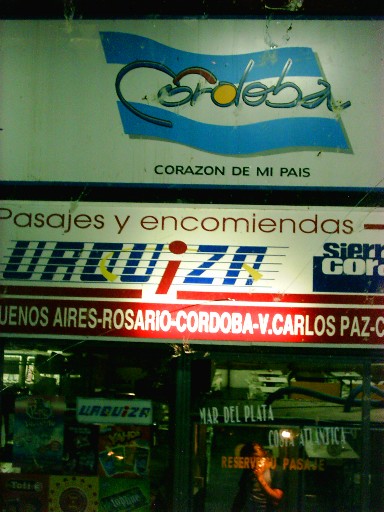 Córdoba
CORAZON DE MI PAIS
Pasajes y encomiendas
URQUIZA
UENOS AIRES-ROSARIO-CORDOBA-V.CARLOS PAZ-C
URQUIZA
MAR DEL PLATA
COSTA ATLANTICA
RESERVE SU PASAJE